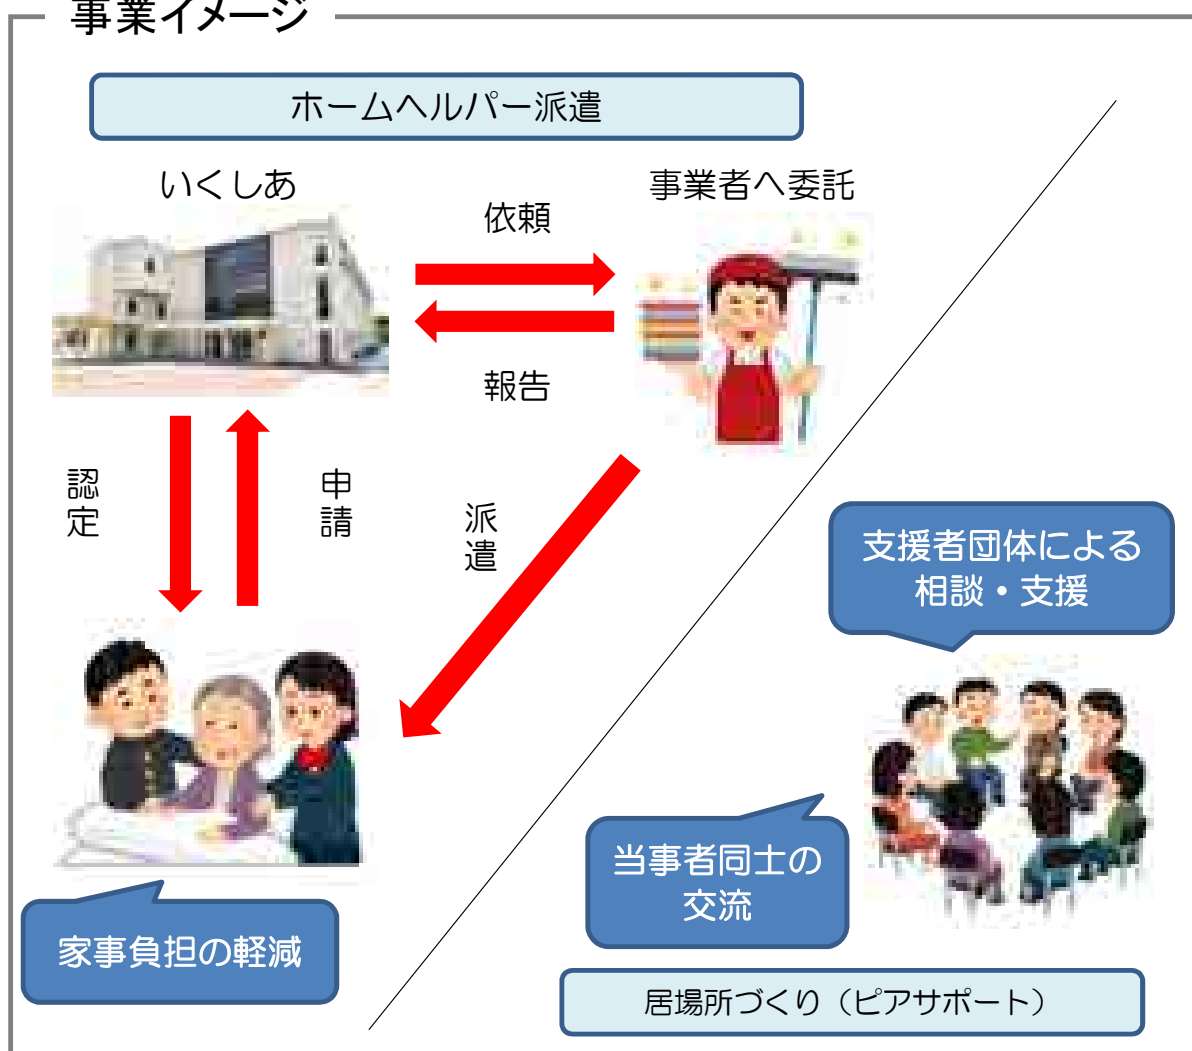 事業イメージ
ホームヘルパー派遣
いくしあ
事業者へ委託
依頼
報告
認定
申請
派遣
支援者団体による
相談・支援
当事者同士の
交流
家事負担の軽減
居場所づくり（ピアサポート）